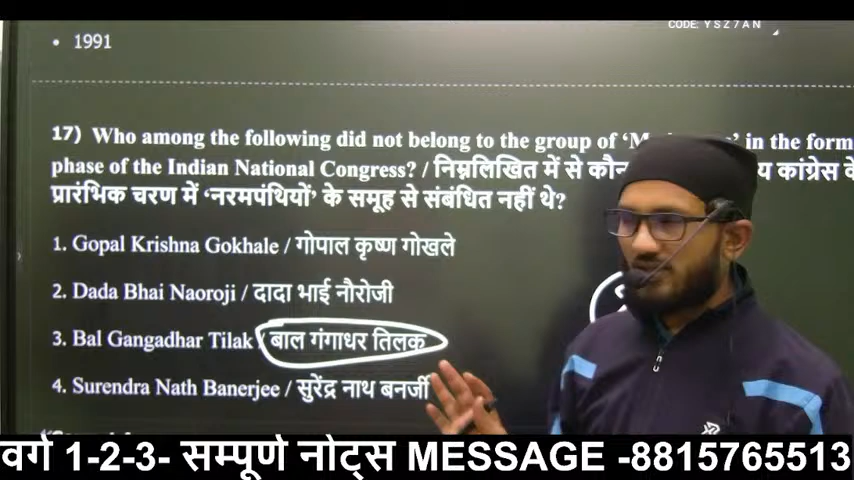 CODE: YSZ7AN
• 1991
17) Who among the following did not belong to the group of in the form
phase of the Indian National Congress? / निम्नलिखित में से कौन कांग्रेस के
प्रारंभिक चरण में ‘नरमपंथियों’ के समूह से संबंधित नहीं थे?
1. Gopal Krishna Gokhale / गोपाल कृष्ण गोखले
2. Dada Bhai Naoroji / दादा भाई नौरोजी
3. Bal Gangadhar Tilak / बाल गंगाधर तिलक
4. Surendra Nath Banerjee / सुरेंद्र नाथ बनर्जी
वर्ग 1-2-3- सम्पूर्ण नोट्स MESSAGE -8815765513